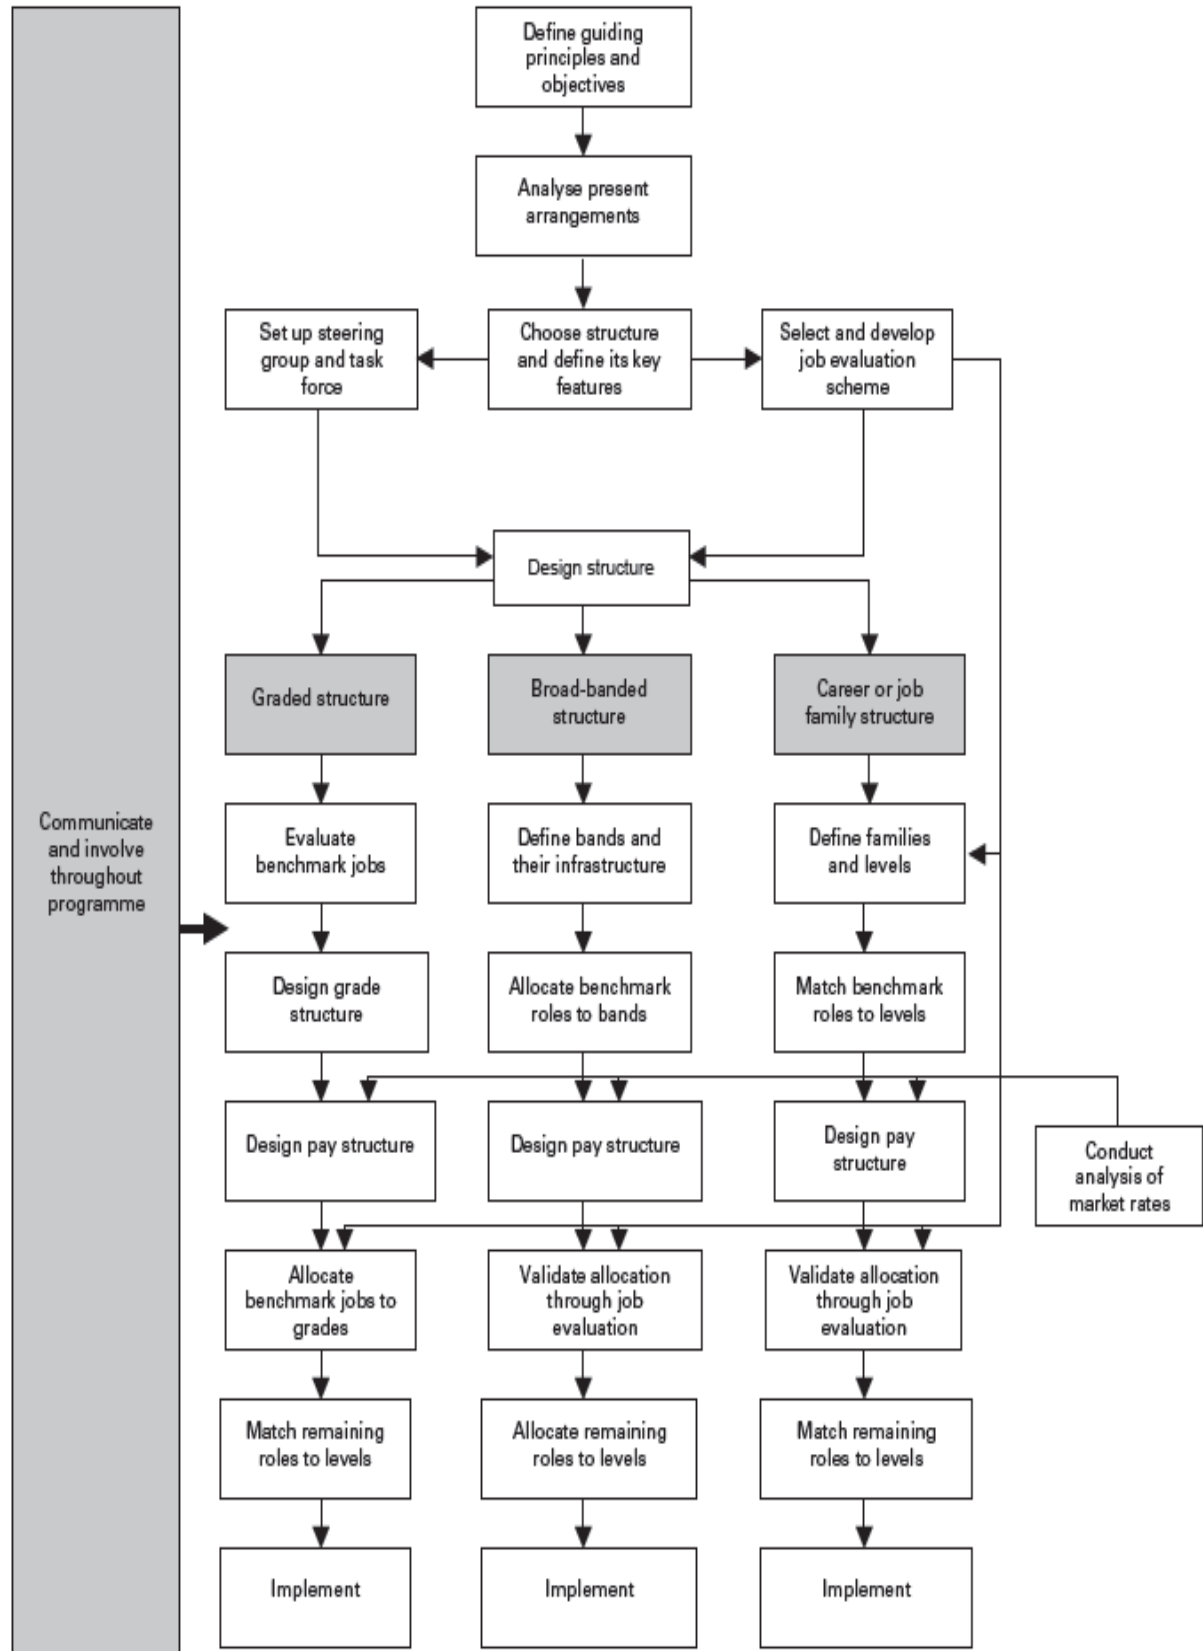 Define guiding
principles and
objectives
Analyse present
arrangements
Set up steering
group and task
force
Choose structure
and define its key
features
Select and develop
job evaluation
scheme
Design structure
Graded structure
Broad-banded
structure
Career or job
family structure
Communicate
and involve
throughout
programme
Evaluate
benchmark jobs
Define bands and
their infrastructure
Define families
and levels
Design grade
structure
Allocate benchmark
roles to bands
Match benchmark
roles to levels
Design pay structure
Design pay structure
Design pay
structure
Conduct
analysis of
market rates
Allocate
benchmark jobs to
grades
Validate allocation
through job
evaluation
Validate allocation
through job
evaluation
Match remaining
roles to levels
Allocate remaining
roles to levels
Match remaining
roles to levels
Implement
Implement
Implement